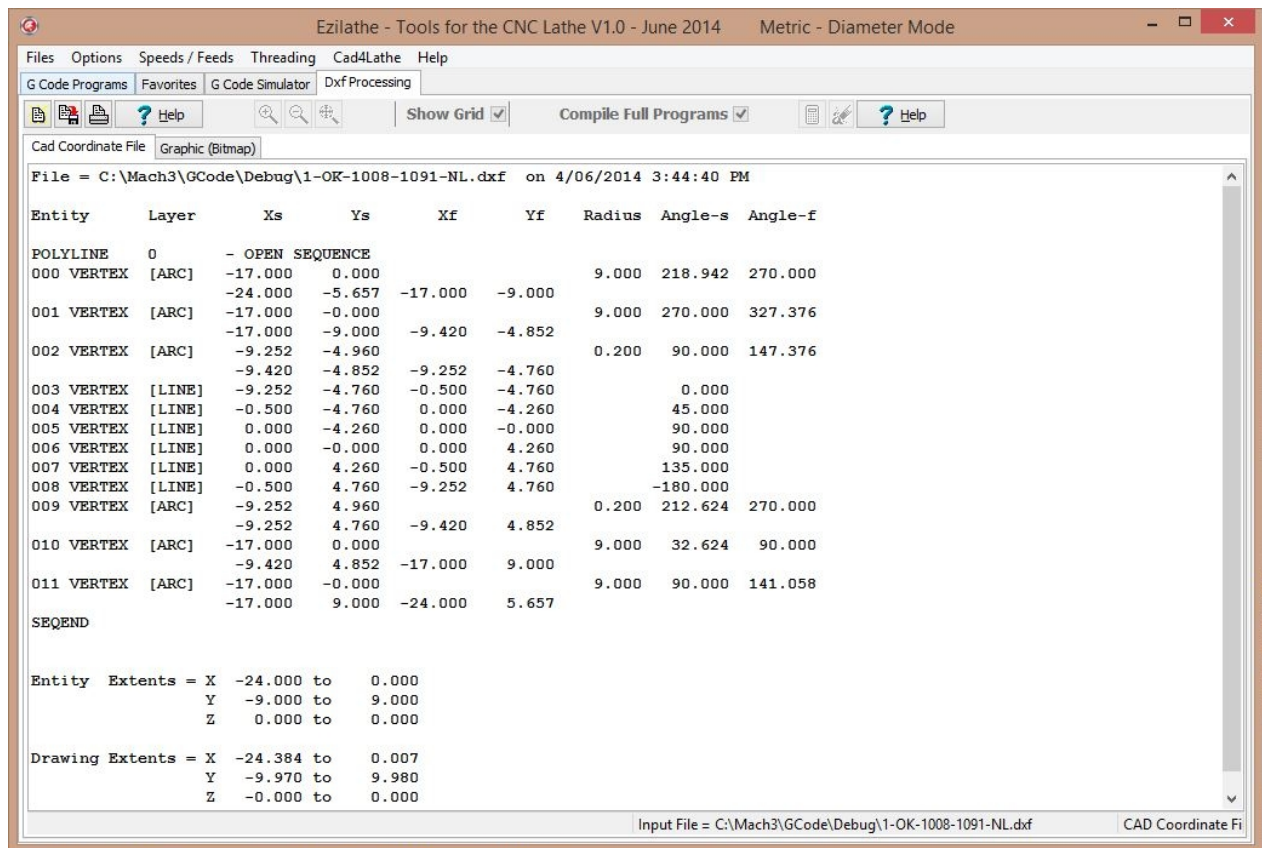 Ezilathe - Tools for the CNC Lathe V1.0 - June 2014 Metric - Diameter Mode
Files Options Speeds / Feeds Threading Cad4Lathe Help
G Code Programs Favorites G Code Simulator Dxf Processing
? Help Show Grid Compile Full Programs ? Help
Cad Coordinate File Graphic (Bitmap)
File = C:\Mach3\GCode\Debug\1-OK-1008-1091-NL.dxf on 4/06/2014 3:44:40 PM
Entity Layer Xs Ys Xf Yf Radius Angle-s Angle-f
POLYLINE 0 - OPEN SEQUENCE
000 VERTEX [ARC] -17.000 0.000 9.000 218.942 270.000
-24.000 -5.657 -17.000 -9.000
001 VERTEX [ARC] -17.000 -0.000 9.000 270.000 327.376
-17.000 -9.000 -9.420 -4.852
002 VERTEX [ARC] -9.252 -4.960 0.200 90.000 147.376
-9.420 -4.852 -9.252 -4.760
003 VERTEX [LINE] -9.252 -4.760 -0.500 -4.760 0.000
004 VERTEX [LINE] -0.500 -4.760 0.000 -4.260 45.000
005 VERTEX [LINE] 0.000 -4.260 0.000 -0.000 90.000
006 VERTEX [LINE] 0.000 -0.000 0.000 4.260 90.000
007 VERTEX [LINE] 0.000 4.260 -0.500 4.760 135.000
008 VERTEX [LINE] -0.500 4.760 -9.252 4.760 -180.000
009 VERTEX [ARC] -9.252 4.960 0.200 212.624 270.000
-9.252 4.760 -9.420 4.852
010 VERTEX [ARC] -17.000 0.000 9.000 32.624 90.000
-9.420 4.852 -17.000 9.000
011 VERTEX [ARC] -17.000 -0.000 9.000 90.000 141.058
-17.000 9.000 -24.000 5.657
SEQEND
Entity Extents = X -24.000 to 0.000
Y -9.000 to 9.000
Z 0.000 to 0.000
Drawing Extents = X -24.384 to 0.007
Y -9.970 to 9.980
Z -0.000 to 0.000
Input File = C:\Mach3\GCode\Debug\1-OK-1008-1091-NL.dxf CAD Coordinate Fi